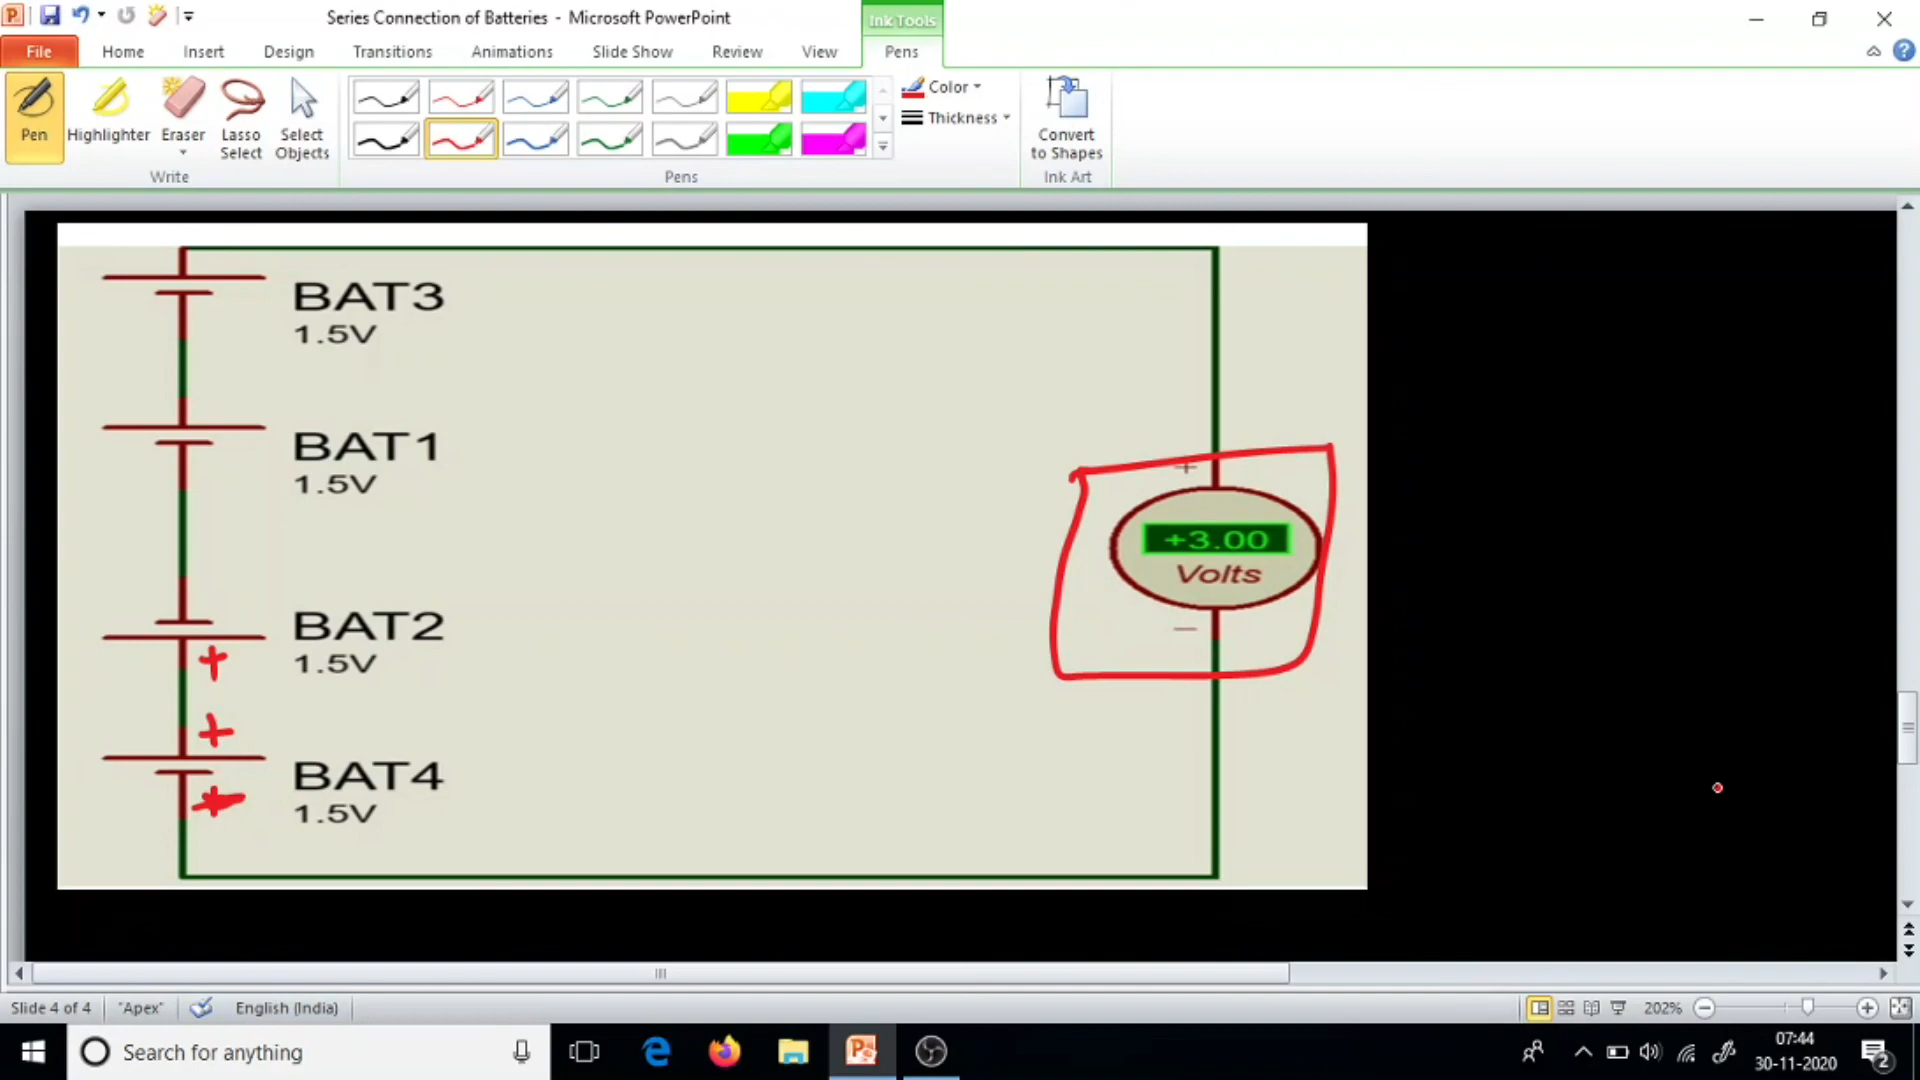 Series Connection of Batteries - Microsoft PowerPoint
Ink Tools
File Home Insert Design Transitions Animations Slide Show Review View Pens
Pen Highlighter Eraser Lasso Select Select Objects
Color
Thickness
Convert to Shapes
Write Pens Ink Art
BAT3
1.5V
BAT1
1.5V
+
+3.00
Volts
−
BAT2
1.5V
+
+
BAT4
1.5V
Slide 4 of 4 "Apex" English (India) 202%
Search for anything
07:44
30-11-2020
2